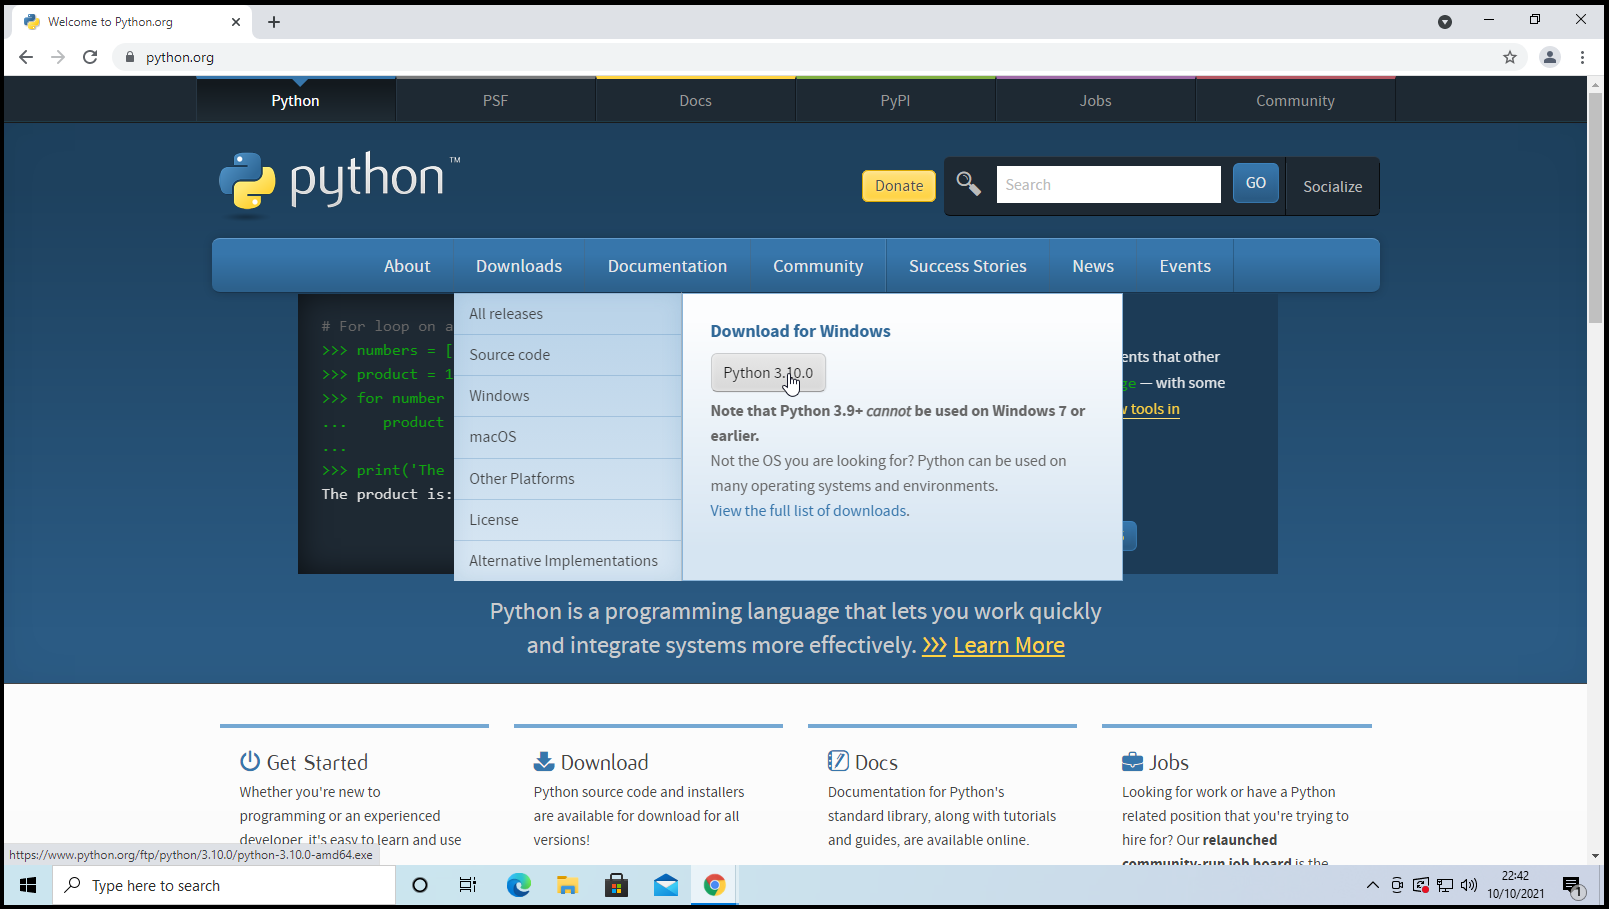 Welcome to Python.org
python.org
Python PSF Docs PyPI Jobs Community
python™
Donate Search GO Socialize
About Downloads Documentation Community Success Stories News Events
# For loop on a
>>> numbers = [
>>> product = 1
>>> for number
... product
...
>>> print('The
The product is:
All releases
Source code
Windows
macOS
Other Platforms
License
Alternative Implementations
Download for Windows
Python 3.10.0
Note that Python 3.9+ cannot be used on Windows 7 or
earlier.
Not the OS you are looking for? Python can be used on
many operating systems and environments.
View the full list of downloads.
ents that other
ge — with some
tools in
Python is a programming language that lets you work quickly
and integrate systems more effectively. >>> Learn More
Get Started
Whether you're new to
programming or an experienced
developer, it's easy to learn and use
Download
Python source code and installers
are available for download for all
versions!
Docs
Documentation for Python's
standard library, along with tutorials
and guides, are available online.
Jobs
Looking for work or have a Python
related position that you're trying to
hire for? Our relaunched
community-run job board is the
https://www.python.org/ftp/python/3.10.0/python-3.10.0-amd64.exe
Type here to search
22:42
10/10/2021
1